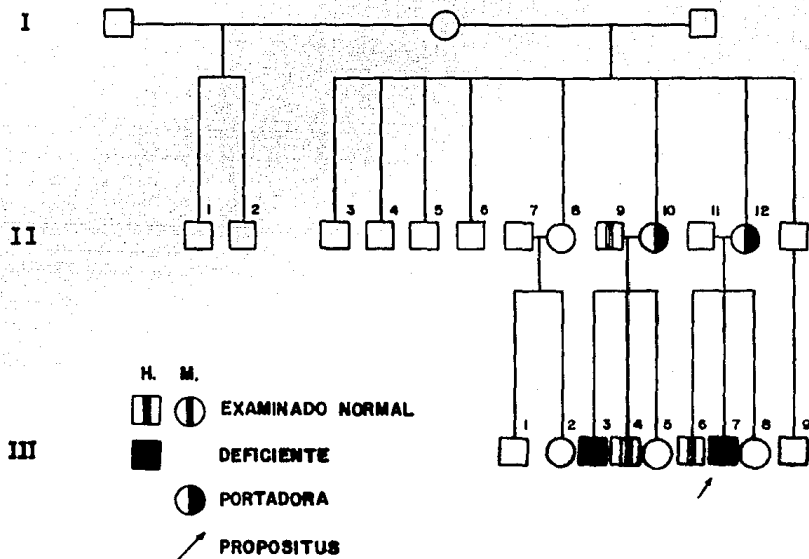 I
1 2 3 4 5 6 7 8 9 10 11 12
II
H. M.
EXAMINADO NORMAL
1 2 3 4 5 6 7 8 9
III
DEFICIENTE
PORTADORA
PROPOSITUS